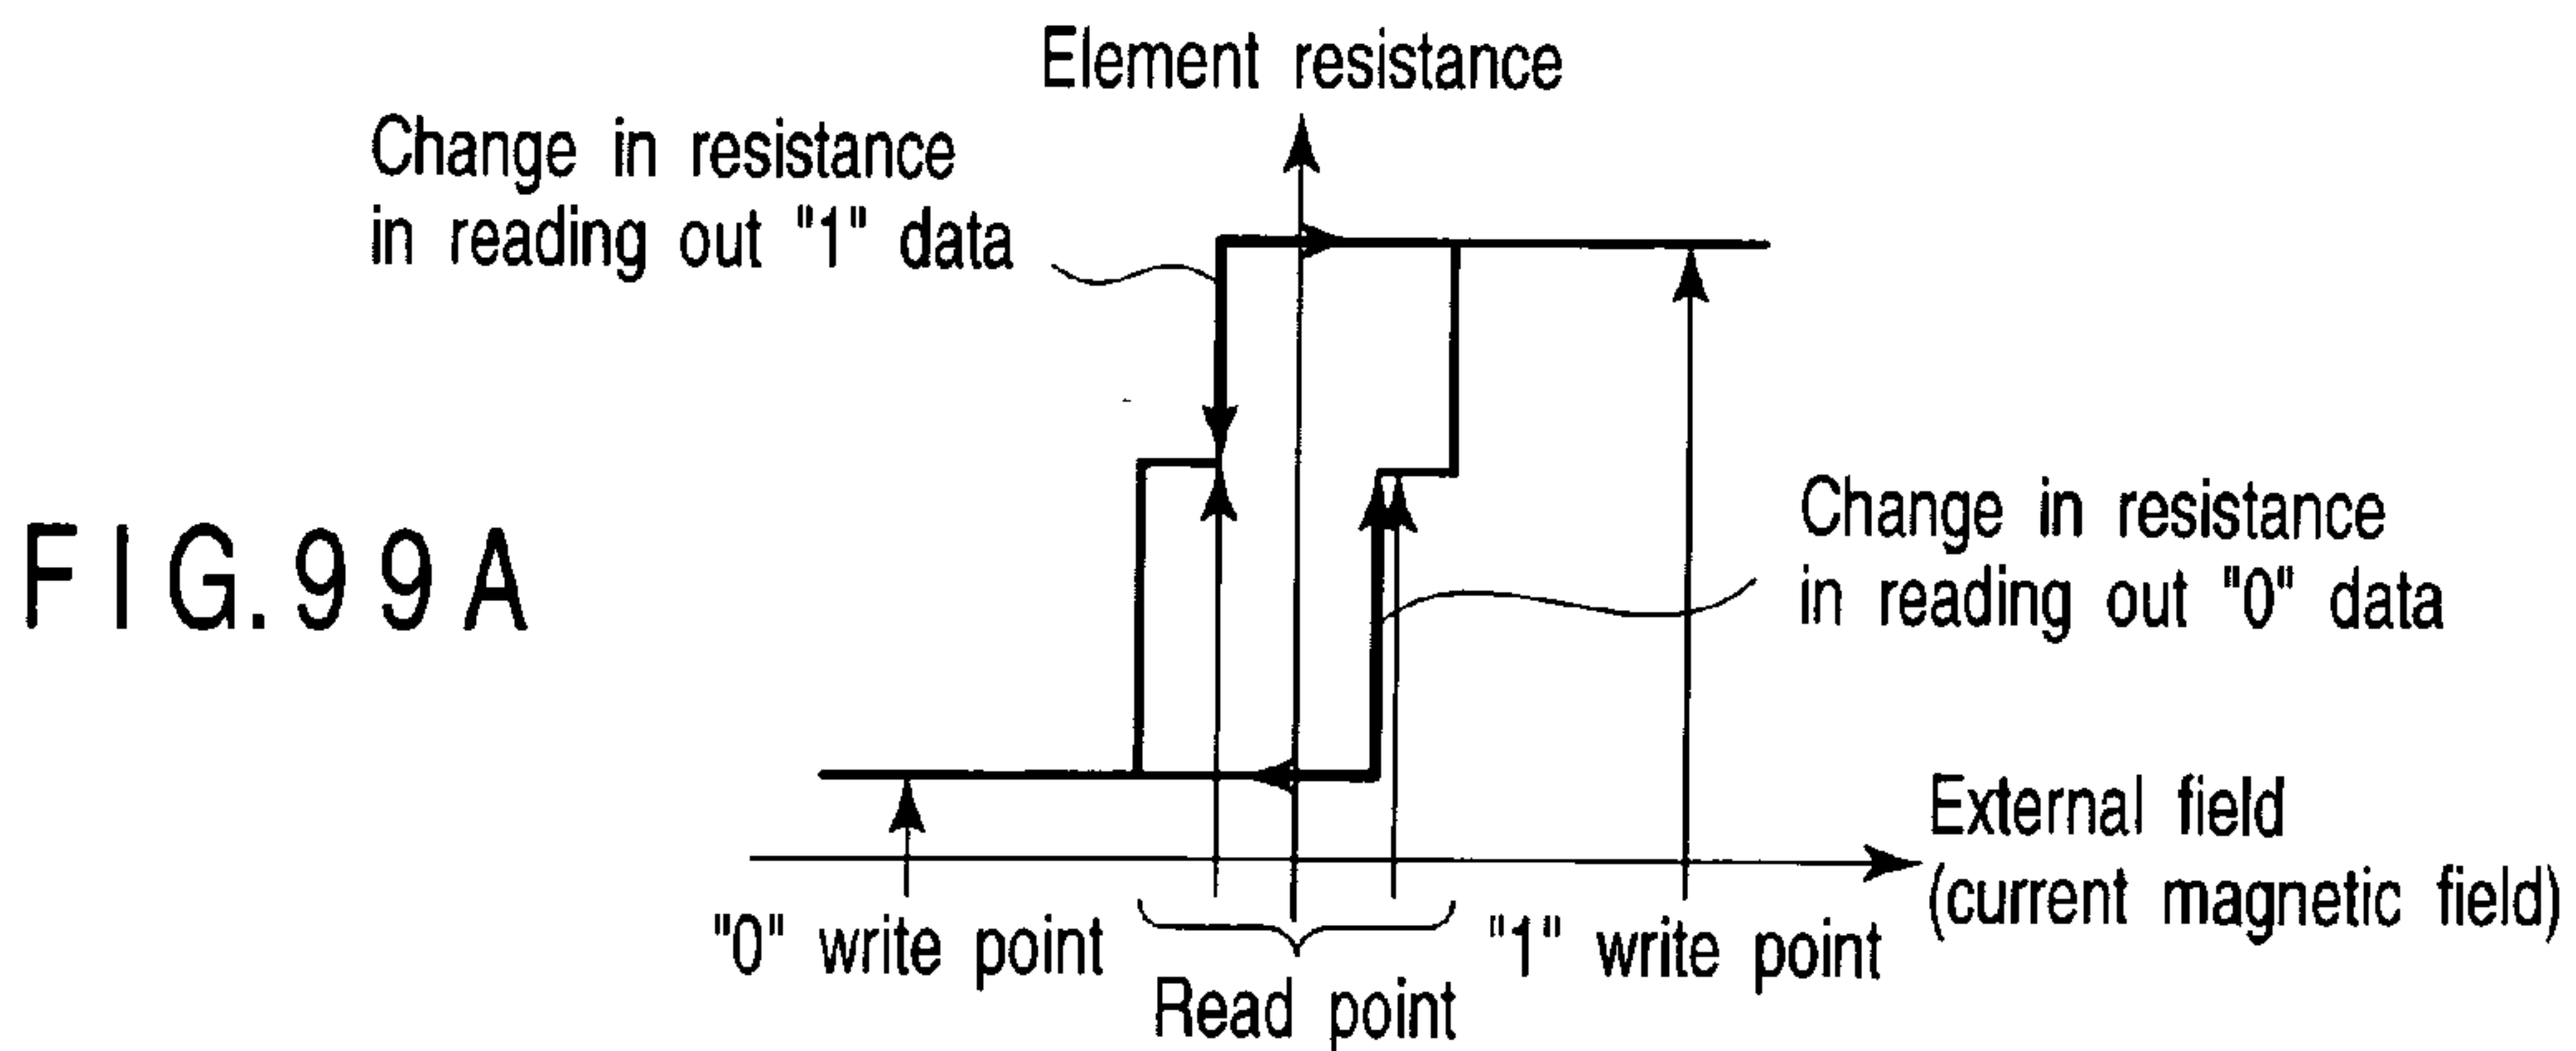 Element resistance
Change in resistance
in reading out "1" data
FIG.99A
Change in resistance
in reading out "0" data
External field
(current magnetic field)
"0" write point
Read point
"1" write point